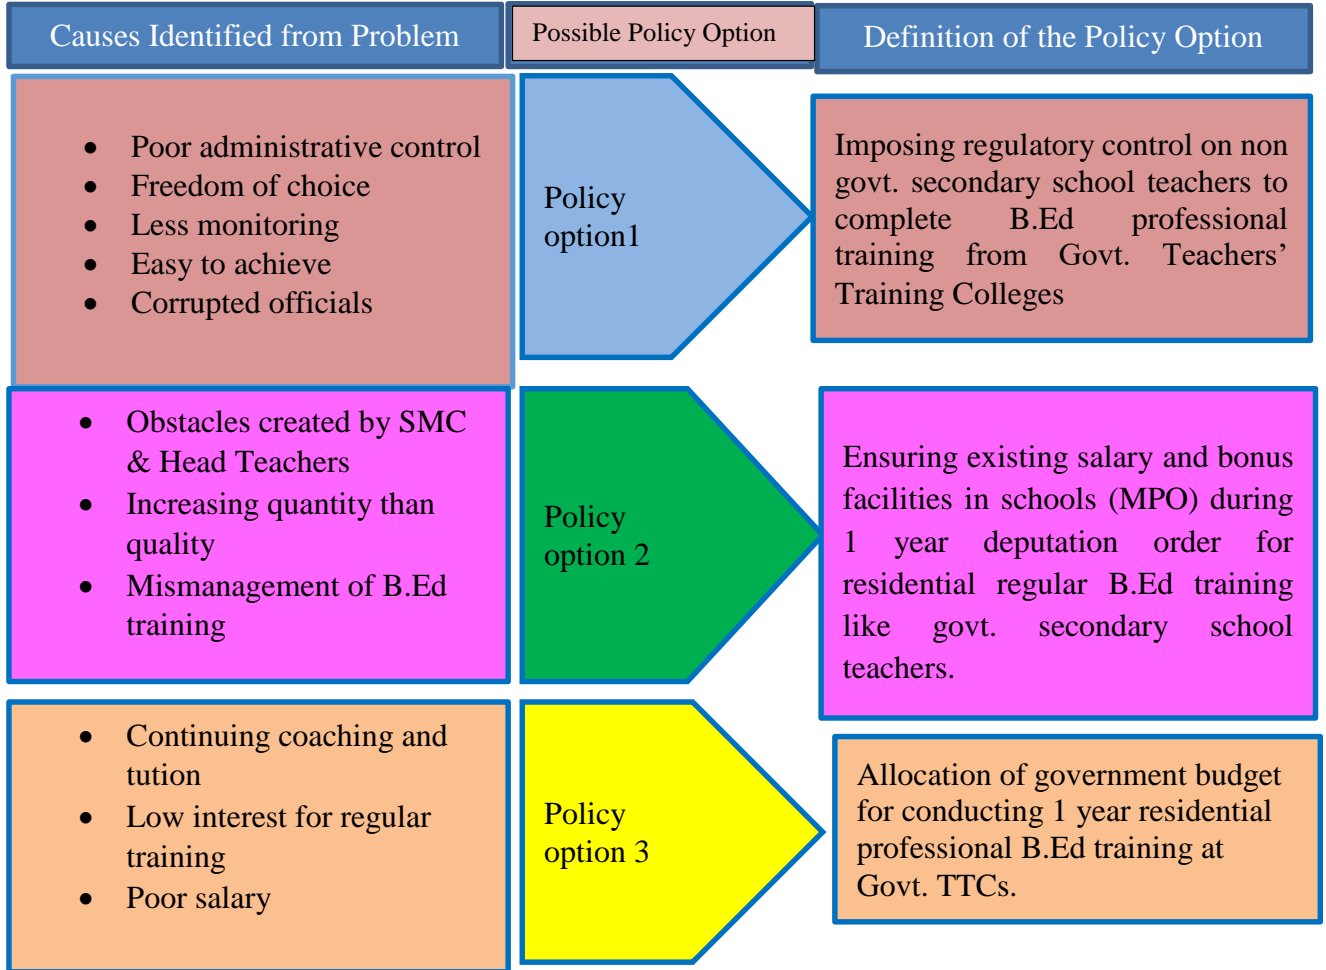 Causes Identified from Problem
Possible Policy Option
Definition of the Policy Option
• Poor administrative control
• Freedom of choice
• Less monitoring
• Easy to achieve
• Corrupted officials
Policy
option1
Imposing regulatory control on non
govt. secondary school teachers to
complete B.Ed professional
training from Govt. Teachers’
Training Colleges
• Obstacles created by SMC
& Head Teachers
• Increasing quantity than
quality
• Mismanagement of B.Ed
training
Policy
option 2
Ensuring existing salary and bonus
facilities in schools (MPO) during
1 year deputation order for
residential regular B.Ed training
like govt. secondary school
teachers.
• Continuing coaching and
tution
• Low interest for regular
training
• Poor salary
Policy
option 3
Allocation of government budget
for conducting 1 year residential
professional B.Ed training at
Govt. TTCs.